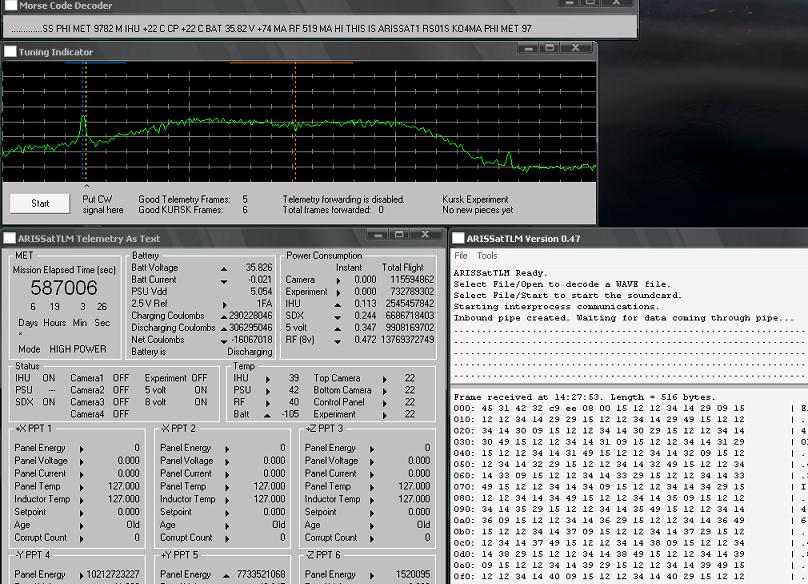 Morse Code Decoder
.............SS PHI MET 9782 M IHU +22 C CP +22 C BAT 35.82 V +74 MA RF 519 MA HI THIS IS ARISSAT1 RS01S KO4MA PHI MET 97
Tuning Indicator
Start
Put CW signal here
Good Telemetry Frames: 5
Good KURSK Frames: 6
Telemetry forwarding is disabled.
Total frames forwarded: 0
Kursk Experiment
No new pieces yet
ARISSatTLM Telemetry As Text
MET
Mission Elapsed Time (sec)
587006
6 19 3 26
Days Hours Min Sec
*
Mode HIGH POWER
Battery
Batt Voltage 35.826
Batt Current -0.021
PSU Vdd 5.054
2.5 V Ref 1FA
Charging Coulombs 290228046
Discharging Coulombs 306295046
Net Coulombs -16067018
Battery is Discharging
Power Consumption
Instant Total Flight
Camera 0.000 115594862
Experiment 0.000 732789302
IHU 0.113 2545457842
SDX 0.244 6686718403
5 volt 0.347 9908169702
RF (8v) 0.472 13769372749
Status
IHU ON Camera1 OFF Experiment OFF
PSU --- Camera2 OFF 5 volt ON
SDX ON Camera3 OFF 8 volt ON
Camera4 OFF
Temp
IHU 39 Top Camera 22
PSU 42 Bottom Camera 22
RF 40 Control Panel 22
Batt -105 Experiment 22
+X PPT 1
Panel Energy 0
Panel Voltage 0.000
Panel Current 0.000
Panel Temp 127.000
Inductor Temp 127.000
Setpoint 0.000
Age Old
Corrupt Count 0
-X PPT 2
Panel Energy 0
Panel Voltage 0.000
Panel Current 0.000
Panel Temp 127.000
Inductor Temp 127.000
Setpoint 0.000
Age Old
Corrupt Count 0
+Z PPT 3
Panel Energy 0
Panel Voltage 0.000
Panel Current 0.000
Panel Temp 127.000
Inductor Temp 127.000
Setpoint 0.000
Age Old
Corrupt Count 0
-Y PPT 4
Panel Energy 10212723227
+Y PPT 5
Panel Energy 7733521068
-Z PPT 6
Panel Energy 1520095
ARISSatTLM Version 0.47
File Tools
ARISSatTLM Ready.
Select File/Open to decode a WAVE file.
Select File/Start to start the soundcard.
Starting interprocess communications.
Inbound pipe created. Waiting for data coming through pipe...
Frame received at 14:27:53. Length = 516 bytes.
000: 45 31 42 32 c9 ee 08 00 15 12 12 34 14 29 09 15 | E
010: 12 12 34 14 29 29 15 12 12 34 14 29 49 15 12 12 | .
020: 34 14 30 09 15 12 12 34 14 30 29 15 12 12 34 14 | 4
030: 30 49 15 12 12 34 14 31 09 15 12 12 34 14 31 29 | 0
040: 15 12 12 34 14 31 49 15 12 12 34 14 32 09 15 12 | .
050: 12 34 14 32 29 15 12 12 34 14 32 49 15 12 12 34 | .
060: 14 33 09 15 12 12 34 14 33 29 15 12 12 34 14 33 | .
070: 49 15 12 12 34 14 34 09 15 12 12 34 14 34 29 15 | I
080: 12 12 34 14 34 49 15 12 12 34 14 35 09 15 12 12 | .
090: 34 14 35 29 15 12 12 34 14 35 49 15 12 12 34 14 | 4
0a0: 36 09 15 12 12 34 14 36 29 15 12 12 34 14 36 49 | 6
0b0: 15 12 12 34 14 37 09 15 12 12 34 14 37 29 15 12 | .
0c0: 12 34 14 37 49 15 12 12 34 14 38 09 15 12 12 34 | .
0d0: 14 38 29 15 12 12 34 14 38 49 15 12 12 34 14 39 | .
0e0: 09 15 12 12 34 14 39 29 15 12 12 34 14 39 49 15 | .
0f0: 12 12 34 14 40 09 15 12 12 34 14 40 29 15 12 12 | .